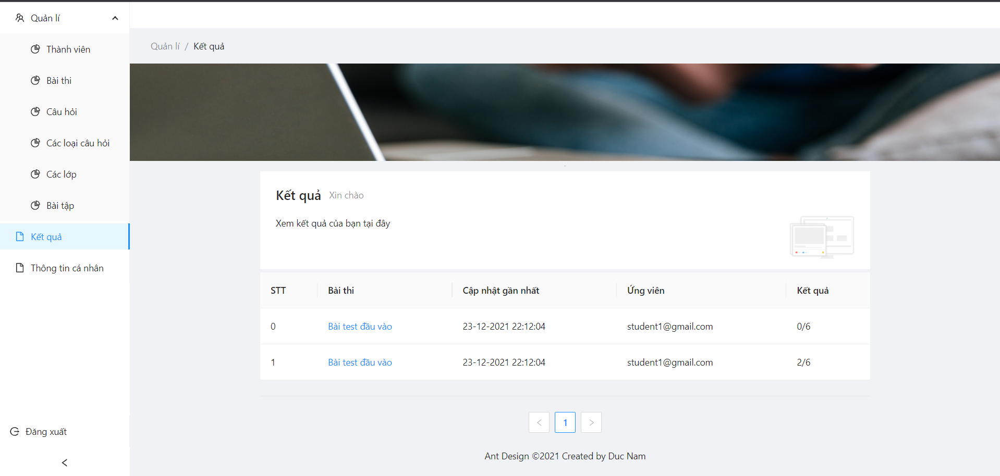 Quản lí
Thành viên
Bài thi
Câu hỏi
Các loại câu hỏi
Các lớp
Bài tập
Kết quả
Thông tin cá nhân
Đăng xuất
Quản lí / Kết quả
Kết quả Xin chào
Xem kết quả của bạn tại đây
STT Bài thi Cập nhật gần nhất Ứng viên Kết quả
0 Bài test đầu vào 23-12-2021 22:12:04 student1@gmail.com 0/6
1 Bài test đầu vào 23-12-2021 22:12:04 student1@gmail.com 2/6
1
Ant Design ©2021 Created by Duc Nam